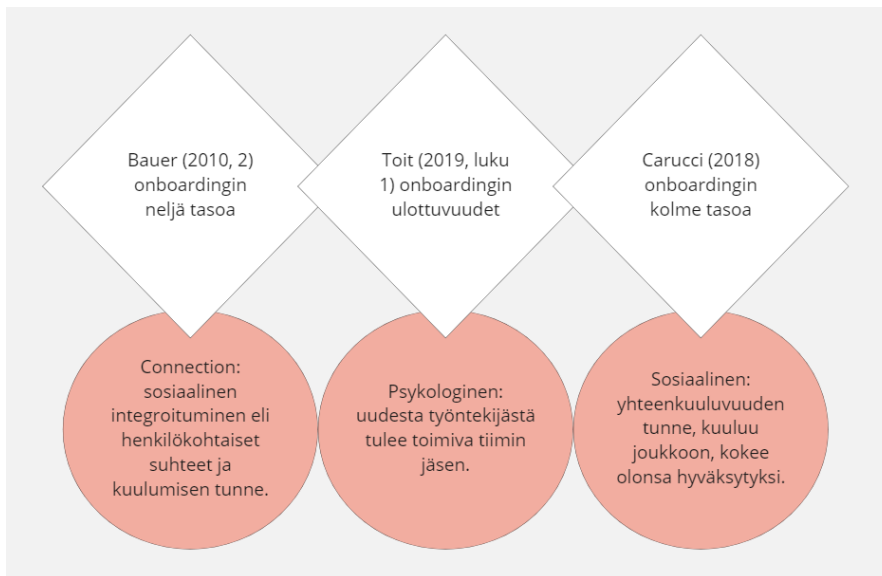 Bauer (2010, 2)
onboardingin
neljä tasoa
Toit (2019, luku
1) onboardingin
ulottuvuudet
Carucci (2018)
onboardingin
kolme tasoa
Connection:
sosiaalinen
integroituminen eli
henkilökohtaiset
suhteet ja
kuulumisen tunne.
Psykologinen:
uudesta työntekijästä
tulee toimiva tiimin
jäsen.
Sosiaalinen:
yhteenkuuluvuuden
tunne, kuuluu
joukkoon, kokee
olonsa hyväksytyksi.